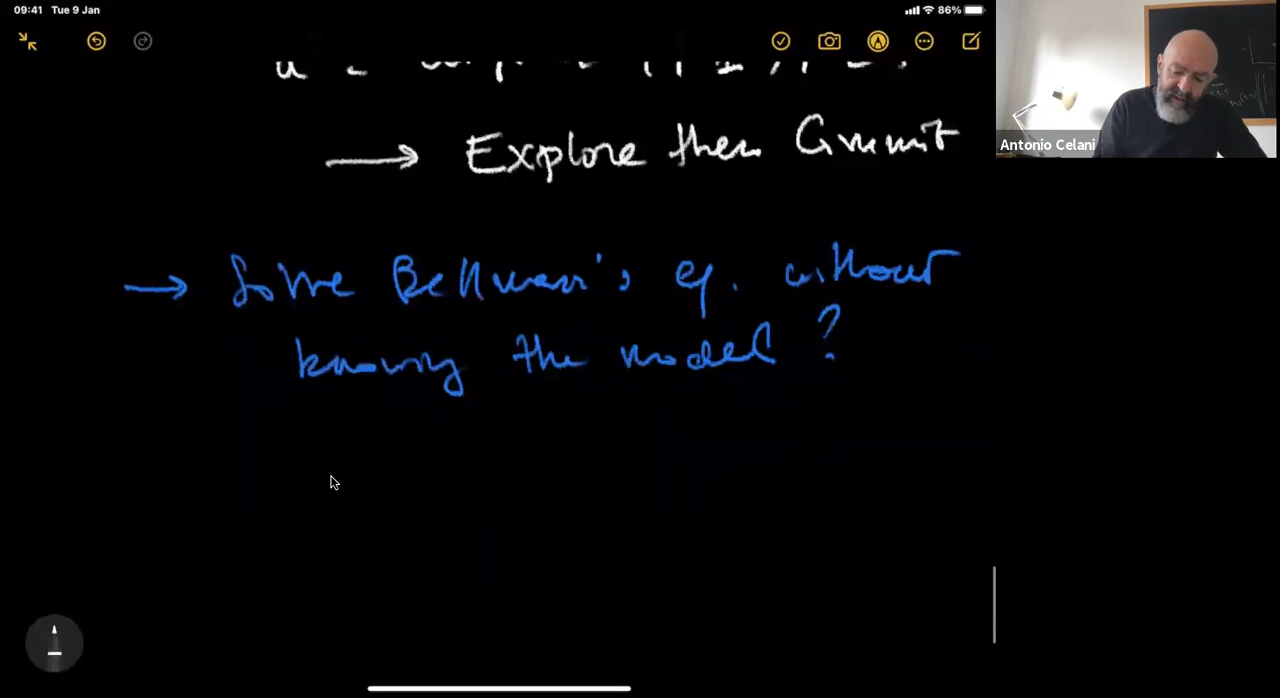 09:41 Tue 9 Jan 86%
→ Explore then Commit
Antonio Celani
→ Solve Bellman's eq. without
knowing the model ?